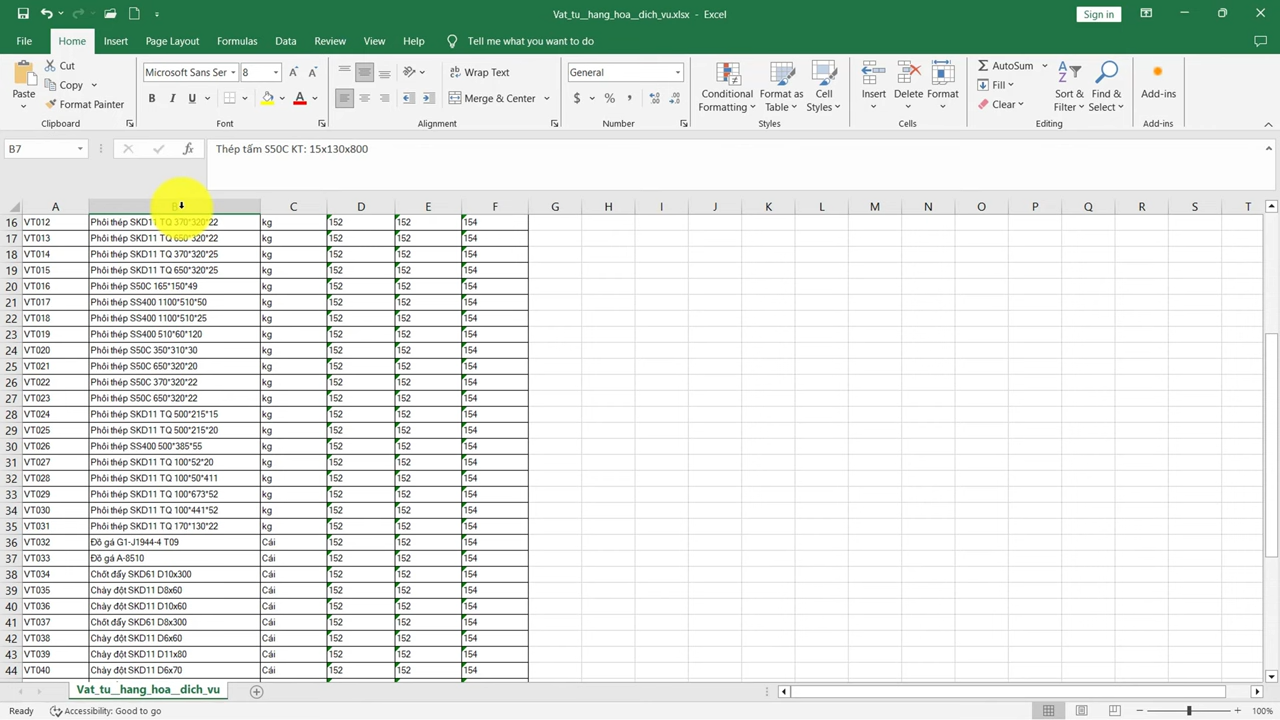 Vat_tu__hang_hoa__dich_vu.xlsx - Excel
Sign in
File Home Insert Page Layout Formulas Data Review View Help Tell me what you want to do
Paste
Cut
Copy
Format Painter
Clipboard
Microsoft Sans Ser 8
B I U
Font
Wrap Text
Merge & Center
Alignment
General
$ % ,
Number
Conditional Formatting
Format as Table
Cell Styles
Styles
Insert Delete Format
Cells
AutoSum
Fill
Clear
Sort & Filter
Find & Select
Editing
Add-ins
Add-ins
B7 fx Thép tấm S50C KT: 15x130x800
A B C D E F G H I J K L M N O P Q R S T
16 VT012 Phôi thép SKD11 TQ 370*320*22 kg 152 152 154
17 VT013 Phôi thép SKD11 TQ 650*320*22 kg 152 152 154
18 VT014 Phôi thép SKD11 TQ 370*320*25 kg 152 152 154
19 VT015 Phôi thép SKD11 TQ 650*320*25 kg 152 152 154
20 VT016 Phôi thép S50C 165*150*49 kg 152 152 154
21 VT017 Phôi thép SS400 1100*510*50 kg 152 152 154
22 VT018 Phôi thép SS400 1100*510*25 kg 152 152 154
23 VT019 Phôi thép SS400 510*60*120 kg 152 152 154
24 VT020 Phôi thép S50C 350*310*30 kg 152 152 154
25 VT021 Phôi thép S50C 650*320*20 kg 152 152 154
26 VT022 Phôi thép S50C 370*320*22 kg 152 152 154
27 VT023 Phôi thép S50C 650*320*22 kg 152 152 154
28 VT024 Phôi thép SKD11 TQ 500*215*15 kg 152 152 154
29 VT025 Phôi thép SKD11 TQ 500*215*20 kg 152 152 154
30 VT026 Phôi thép SS400 500*385*55 kg 152 152 154
31 VT027 Phôi thép SKD11 TQ 100*52*20 kg 152 152 154
32 VT028 Phôi thép SKD11 TQ 100*50*411 kg 152 152 154
33 VT029 Phôi thép SKD11 TQ 100*673*52 kg 152 152 154
34 VT030 Phôi thép SKD11 TQ 100*441*52 kg 152 152 154
35 VT031 Phôi thép SKD11 TQ 170*130*22 kg 152 152 154
36 VT032 Đồ gá G1-J1944-4 T09 Cái 152 152 154
37 VT033 Đồ gá A-8510 Cái 152 152 154
38 VT034 Chốt đẩy SKD61 D10x300 Cái 152 152 154
39 VT035 Chày đột SKD11 D8x60 Cái 152 152 154
40 VT036 Chày đột SKD11 D10x60 Cái 152 152 154
41 VT037 Chốt đẩy SKD61 D8x300 Cái 152 152 154
42 VT038 Chày đột SKD11 D6x60 Cái 152 152 154
43 VT039 Chày đột SKD11 D11x80 Cái 152 152 154
44 VT040 Chày đột SKD11 D6x70 Cái 152 152 154
Vat_tu__hang_hoa__dich_vu
Ready Accessibility: Good to go 100%